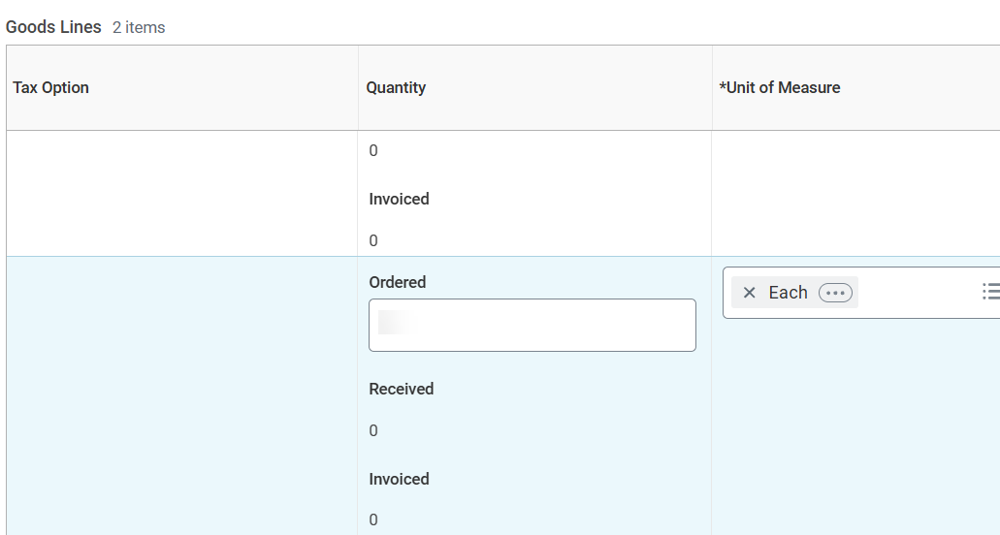 Goods Lines 2 items
Tax Option Quantity *Unit of Measure
0
Invoiced
0
Ordered
Each
Received
0
Invoiced
0